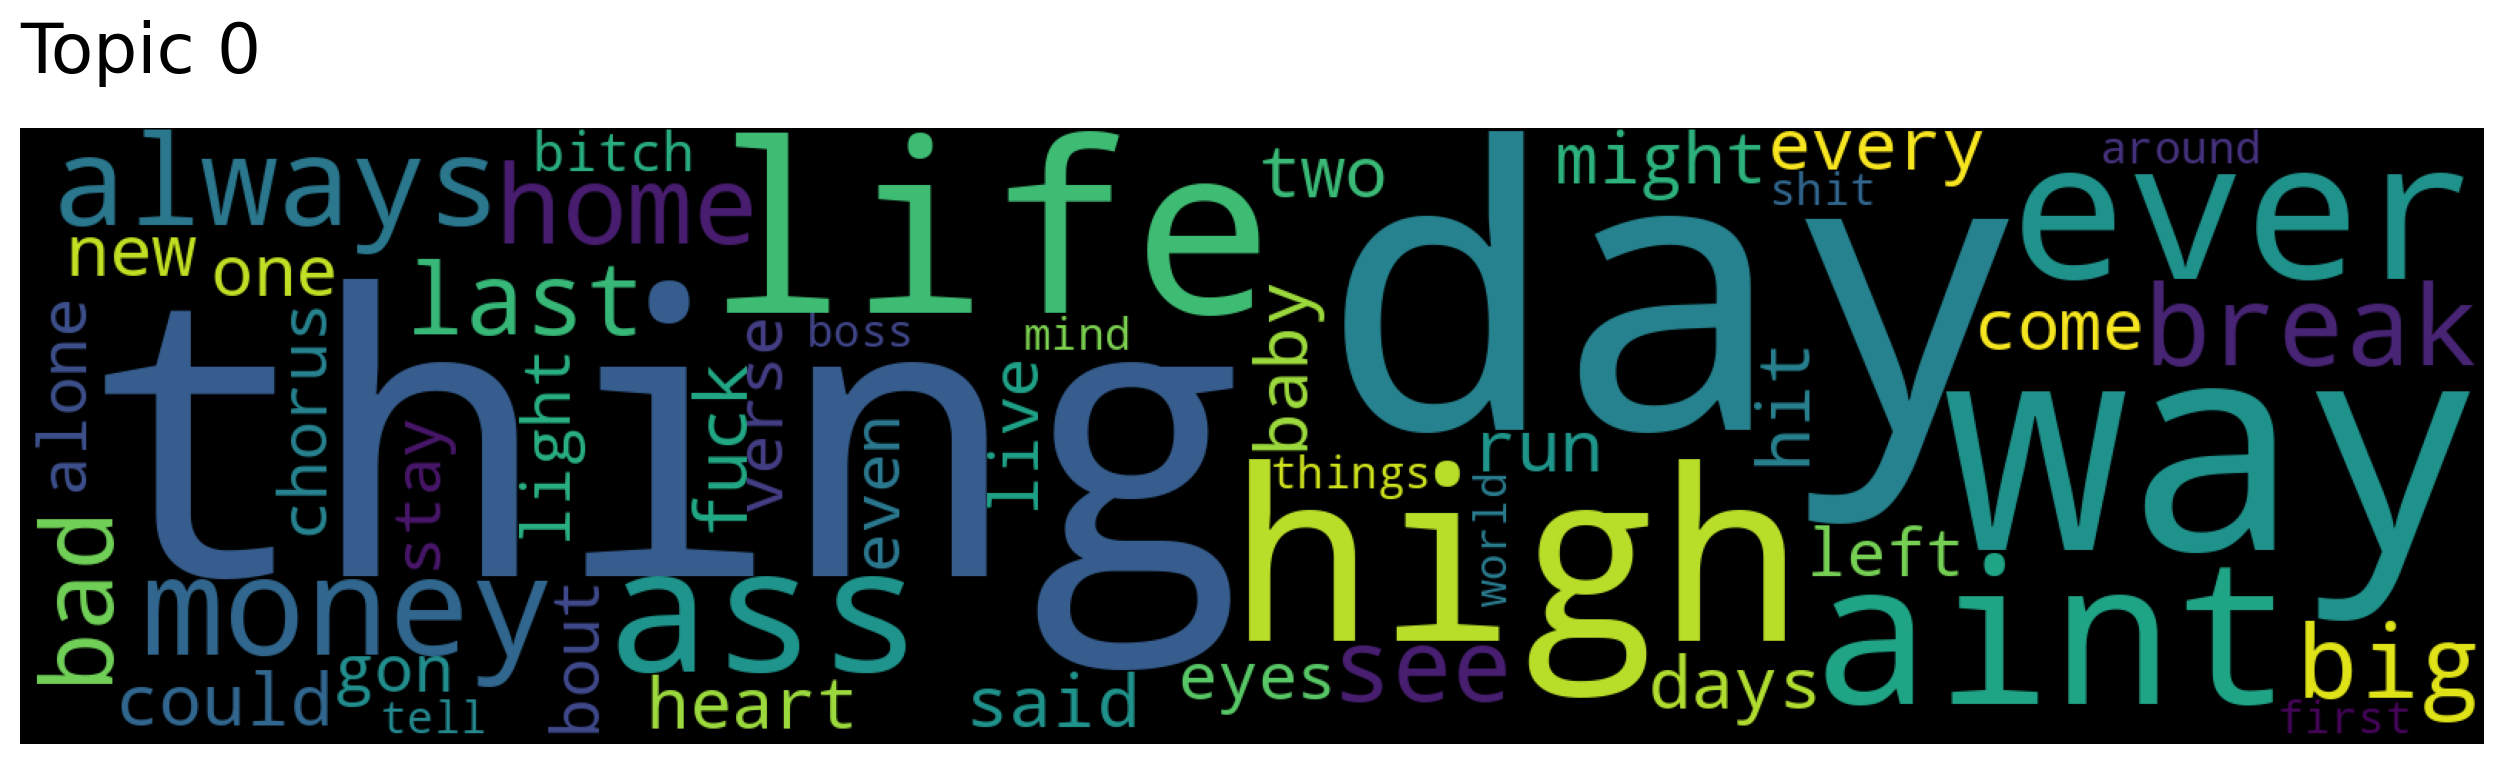 Topic 0
always
bitch
home
life
two
day
might
every
shit
around
ever
new
one
last
thing
alone
chorus
stay
light
fuck
verse
boss
even
mind
live
baby
things
high
run
world
hit
come
break
way
left
aint
bad
money
ass
bout
could
gon
tell
heart
said
eyes
see
days
big
first